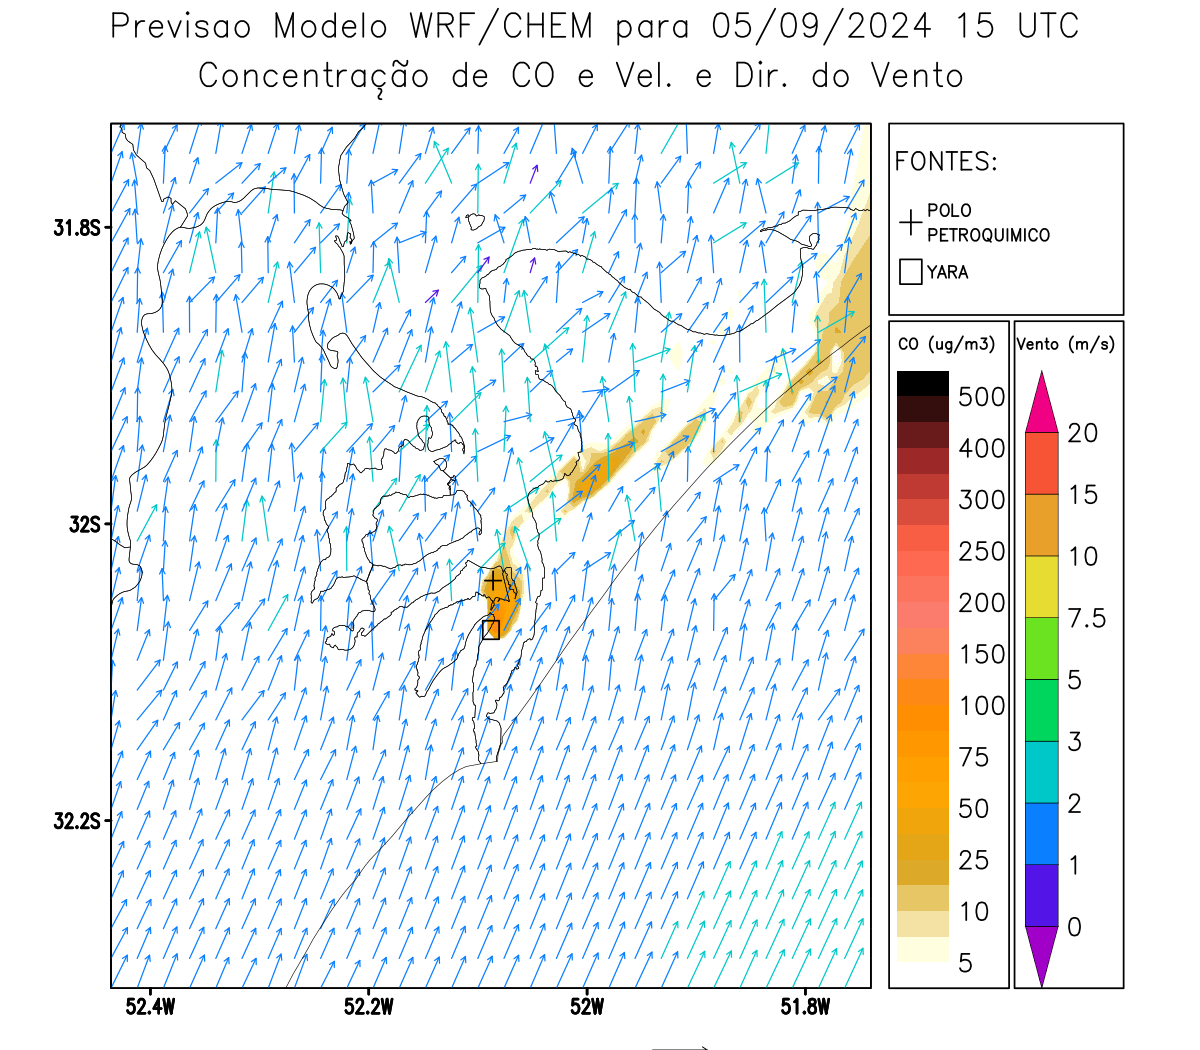 Previsao Modelo WRF/CHEM para 05/09/2024 15 UTC
Concentração de CO e Vel. e Dir. do Vento
FONTES:
POLO
PETROQUIMICO
YARA
CO (ug/m3)
500
400
300
250
200
150
100
75
50
25
10
5
Vento (m/s)
20
15
10
7.5
5
3
2
1
0
31.8S
32S
32.2S
52.4W
52.2W
52W
51.8W